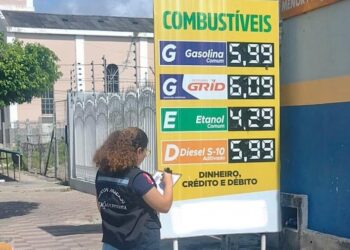 COMBUSTÍVEIS
G Gasolina Comum 5,99
G GRID 6,09
E Etanol Comum 4,29
D Diesel S-10 Aditivado 5,99
DINHEIRO,
CRÉDITO E DÉBITO